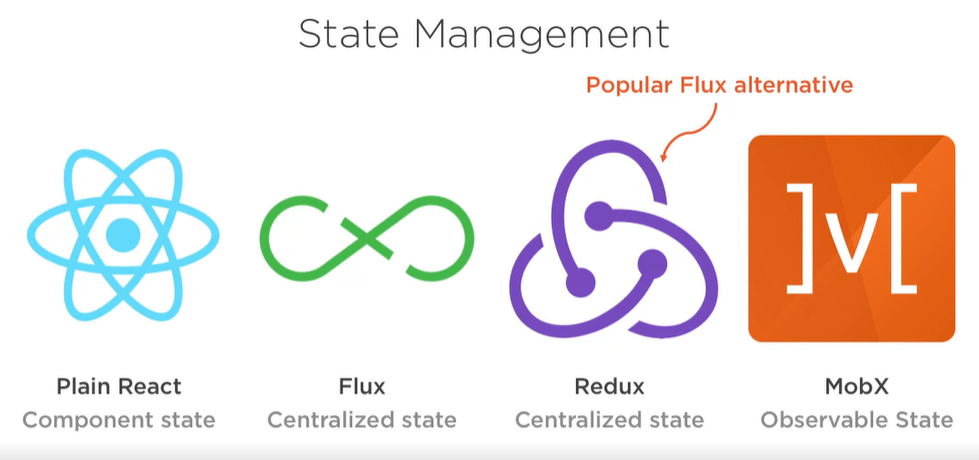 State Management
Popular Flux alternative
]v[
Plain React
Flux
Redux
MobX
Component state
Centralized state
Centralized state
Observable State